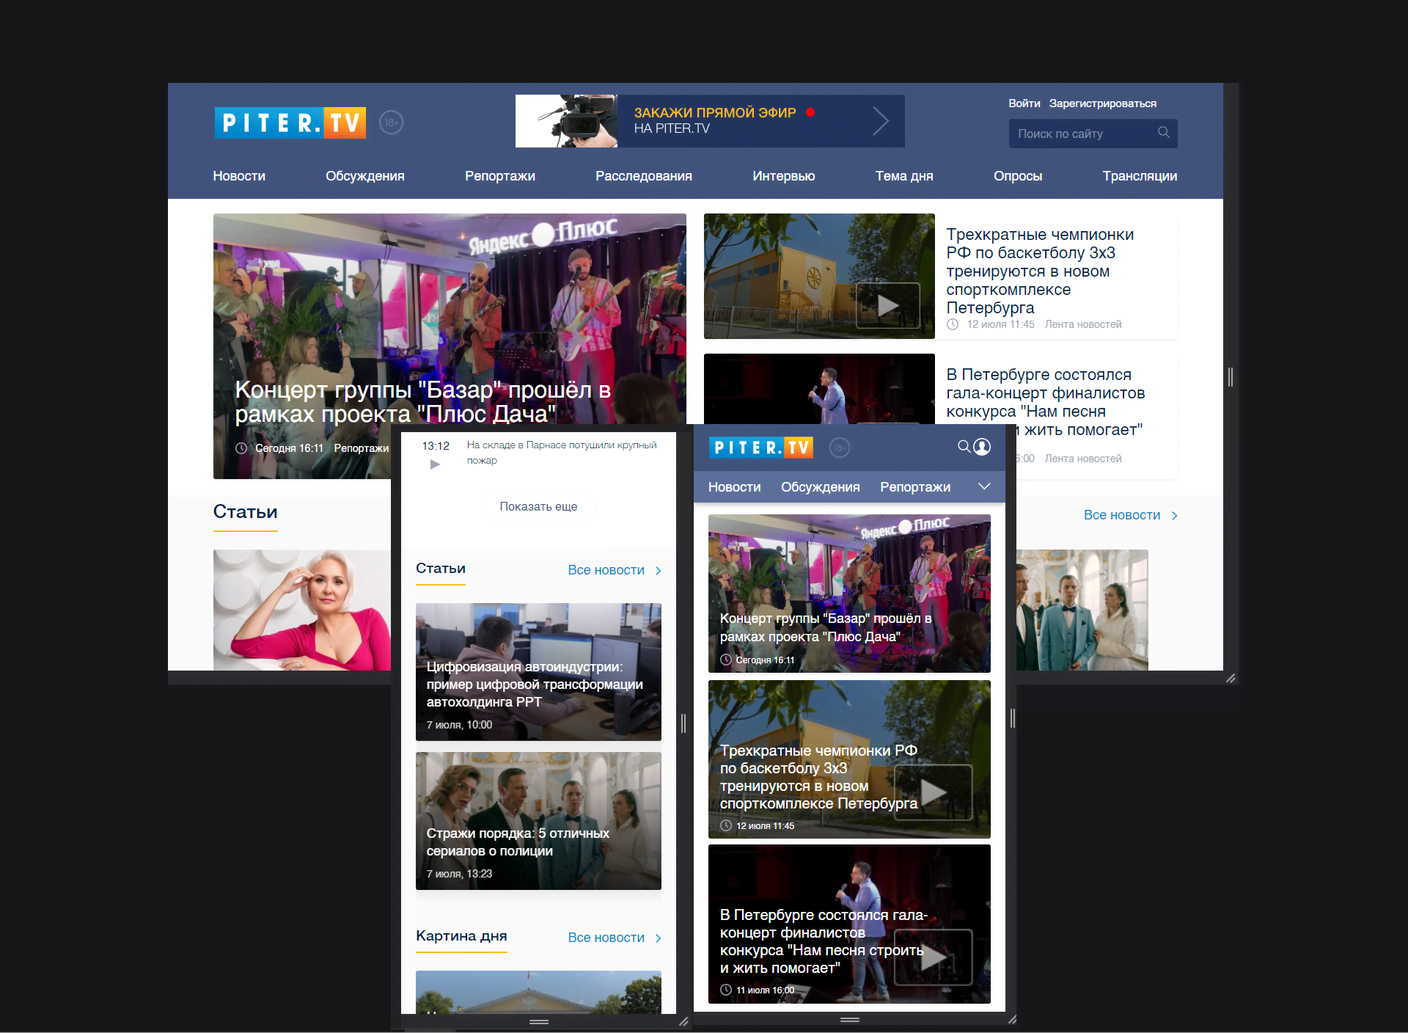 PITER.TV
18+
ЗАКАЖИ ПРЯМОЙ ЭФИР
НА PITER.TV
Войти Зарегистрироваться
Поиск по сайту
Новости Обсуждения Репортажи Расследования Интервью Тема дня Опросы Трансляции
Яндекс Плюс
Концерт группы "Базар" прошёл в
рамках проекта "Плюс Дача"
Сегодня 16:11 Репортажи
Трехкратные чемпионки
РФ по баскетболу 3х3
тренируются в новом
спорткомплексе
Петербурга
12 июля 11:45 Лента новостей
В Петербурге состоялся
гала-концерт финалистов
конкурса "Нам песня
и жить помогает"
6:00 Лента новостей
Статьи
Все новости
13:12
На складе в Парнасе потушили крупный
пожар
Показать еще
Статьи
Все новости
Цифровизация автоиндустрии:
пример цифровой трансформации
автохолдинга РРТ
7 июля, 10:00
Стражи порядка: 5 отличных
сериалов о полиции
7 июля, 13:23
Картина дня
Все новости
PITER.TV
18+
Новости Обсуждения Репортажи
Яндекс Плюс
Концерт группы "Базар" прошёл в
рамках проекта "Плюс Дача"
Сегодня 16:11
Трехкратные чемпионки РФ
по баскетболу 3х3
тренируются в новом
спорткомплексе Петербурга
12 июля 11:45
В Петербурге состоялся гала-
концерт финалистов
конкурса "Нам песня строить
и жить помогает"
11 июля 16:00